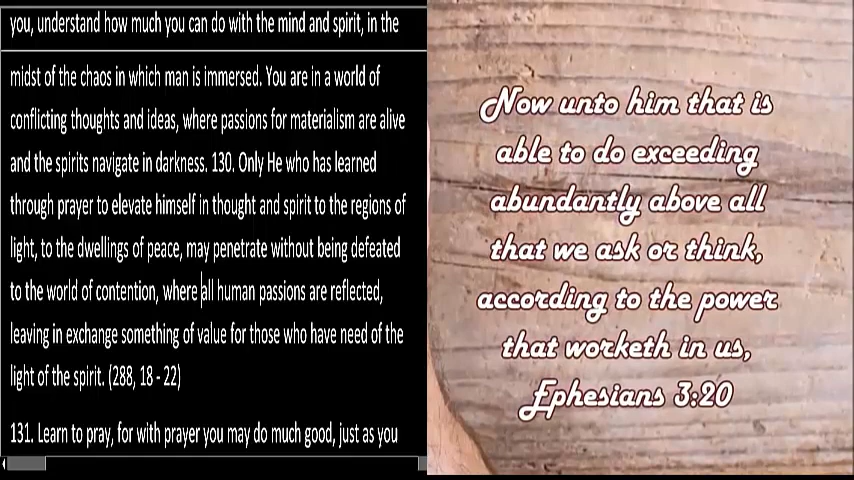 you, understand how much you can do with the mind and spirit, in the
midst of the chaos in which man is immersed. You are in a world of
conflicting thoughts and ideas, where passions for materialism are alive
and the spirits navigate in darkness. 130. Only He who has learned
through prayer to elevate himself in thought and spirit to the regions of
light, to the dwellings of peace, may penetrate without being defeated
to the world of contention, where all human passions are reflected,
leaving in exchange something of value for those who have need of the
light of the spirit. (288, 18 - 22)
131. Learn to pray, for with prayer you may do much good, just as you
Now unto him that is
able to do exceeding
abundantly above all
that we ask or think,
according to the power
that worketh in us,
Ephesians 3:20